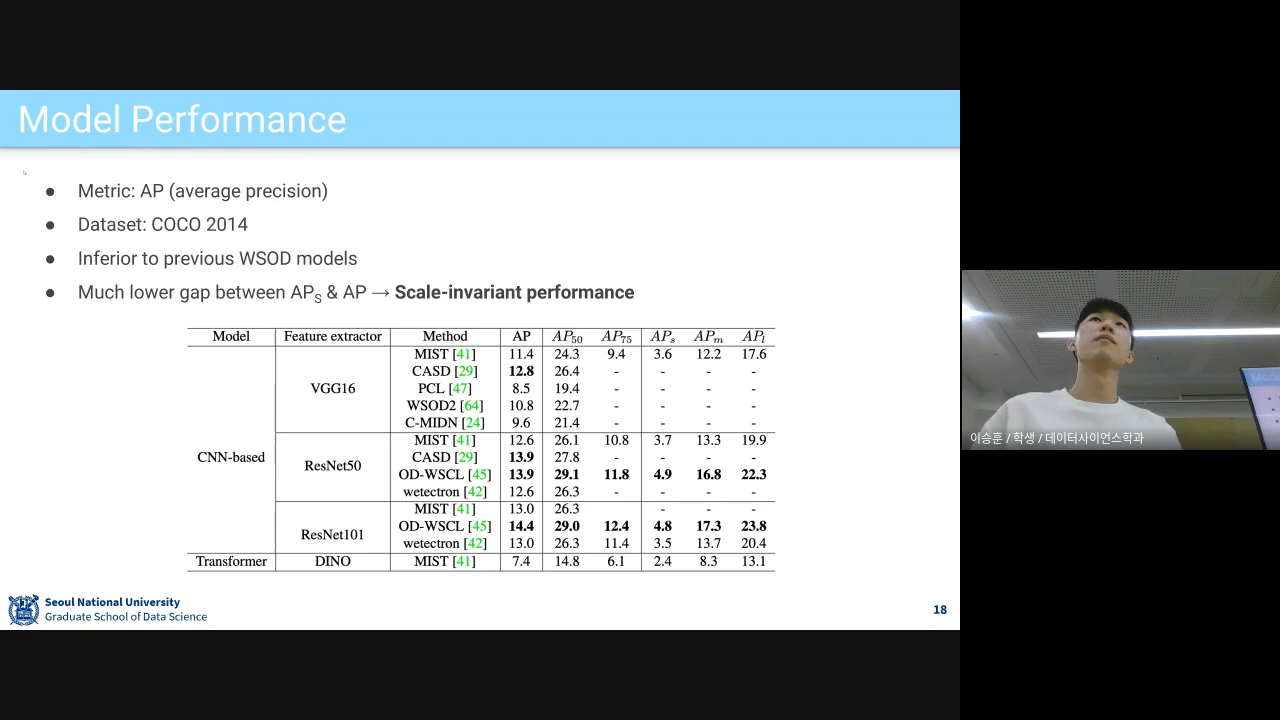 Model Performance
● Metric: AP (average precision)
● Dataset: COCO 2014
● Inferior to previous WSOD models
● Much lower gap between APS & AP → Scale-invariant performance
Model Feature extractor Method AP AP50 AP75 APs APm APl
CNN-based VGG16 MIST [41] 11.4 24.3 9.4 3.6 12.2 17.6
CASD [29] 12.8 26.4 - - - -
PCL [47] 8.5 19.4 - - - -
WSOD2 [64] 10.8 22.7 - - - -
C-MIDN [24] 9.6 21.4 - - - -
ResNet50 MIST [41] 12.6 26.1 10.8 3.7 13.3 19.9
CASD [29] 13.9 27.8 - - - -
OD-WSCL [45] 13.9 29.1 11.8 4.9 16.8 22.3
wetectron [42] 12.6 26.3 - - - -
ResNet101 MIST [41] 13.0 26.3 - - -
OD-WSCL [45] 14.4 29.0 12.4 4.8 17.3 23.8
wetectron [42] 13.0 26.3 11.4 3.5 13.7 20.4
Transformer DINO MIST [41] 7.4 14.8 6.1 2.4 8.3 13.1
Seoul National University
Graduate School of Data Science
18
이승훈 / 학생 / 데이터사이언스학과